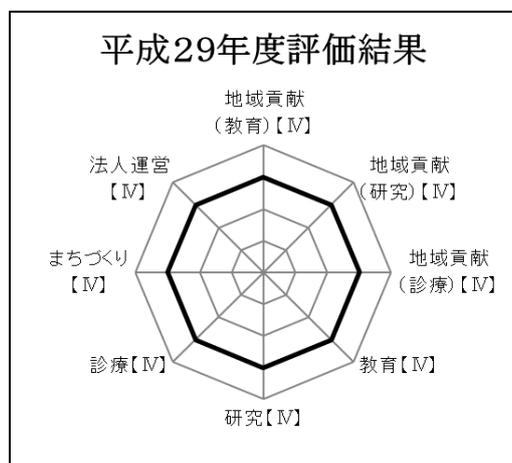 平成29年度評価結果
地域貢献
(教育)【Ⅳ】
地域貢献
(研究)【Ⅳ】
地域貢献
(診療)【Ⅳ】
教育【Ⅳ】
研究【Ⅳ】
診療【Ⅳ】
まちづくり
【Ⅳ】
法人運営
【Ⅳ】